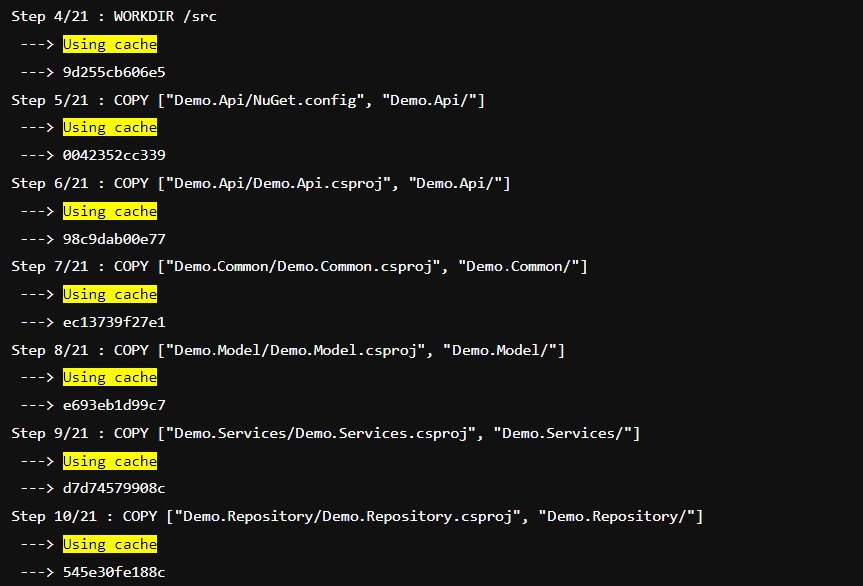 Step 4/21 : WORKDIR /src
---> Using cache
---> 9d255cb606e5
Step 5/21 : COPY ["Demo.Api/NuGet.config", "Demo.Api/"]
---> Using cache
---> 0042352cc339
Step 6/21 : COPY ["Demo.Api/Demo.Api.csproj", "Demo.Api/"]
---> Using cache
---> 98c9dab00e77
Step 7/21 : COPY ["Demo.Common/Demo.Common.csproj", "Demo.Common/"]
---> Using cache
---> ec13739f27e1
Step 8/21 : COPY ["Demo.Model/Demo.Model.csproj", "Demo.Model/"]
---> Using cache
---> e693eb1d99c7
Step 9/21 : COPY ["Demo.Services/Demo.Services.csproj", "Demo.Services/"]
---> Using cache
---> d7d74579908c
Step 10/21 : COPY ["Demo.Repository/Demo.Repository.csproj", "Demo.Repository/"]
---> Using cache
---> 545e30fe188c